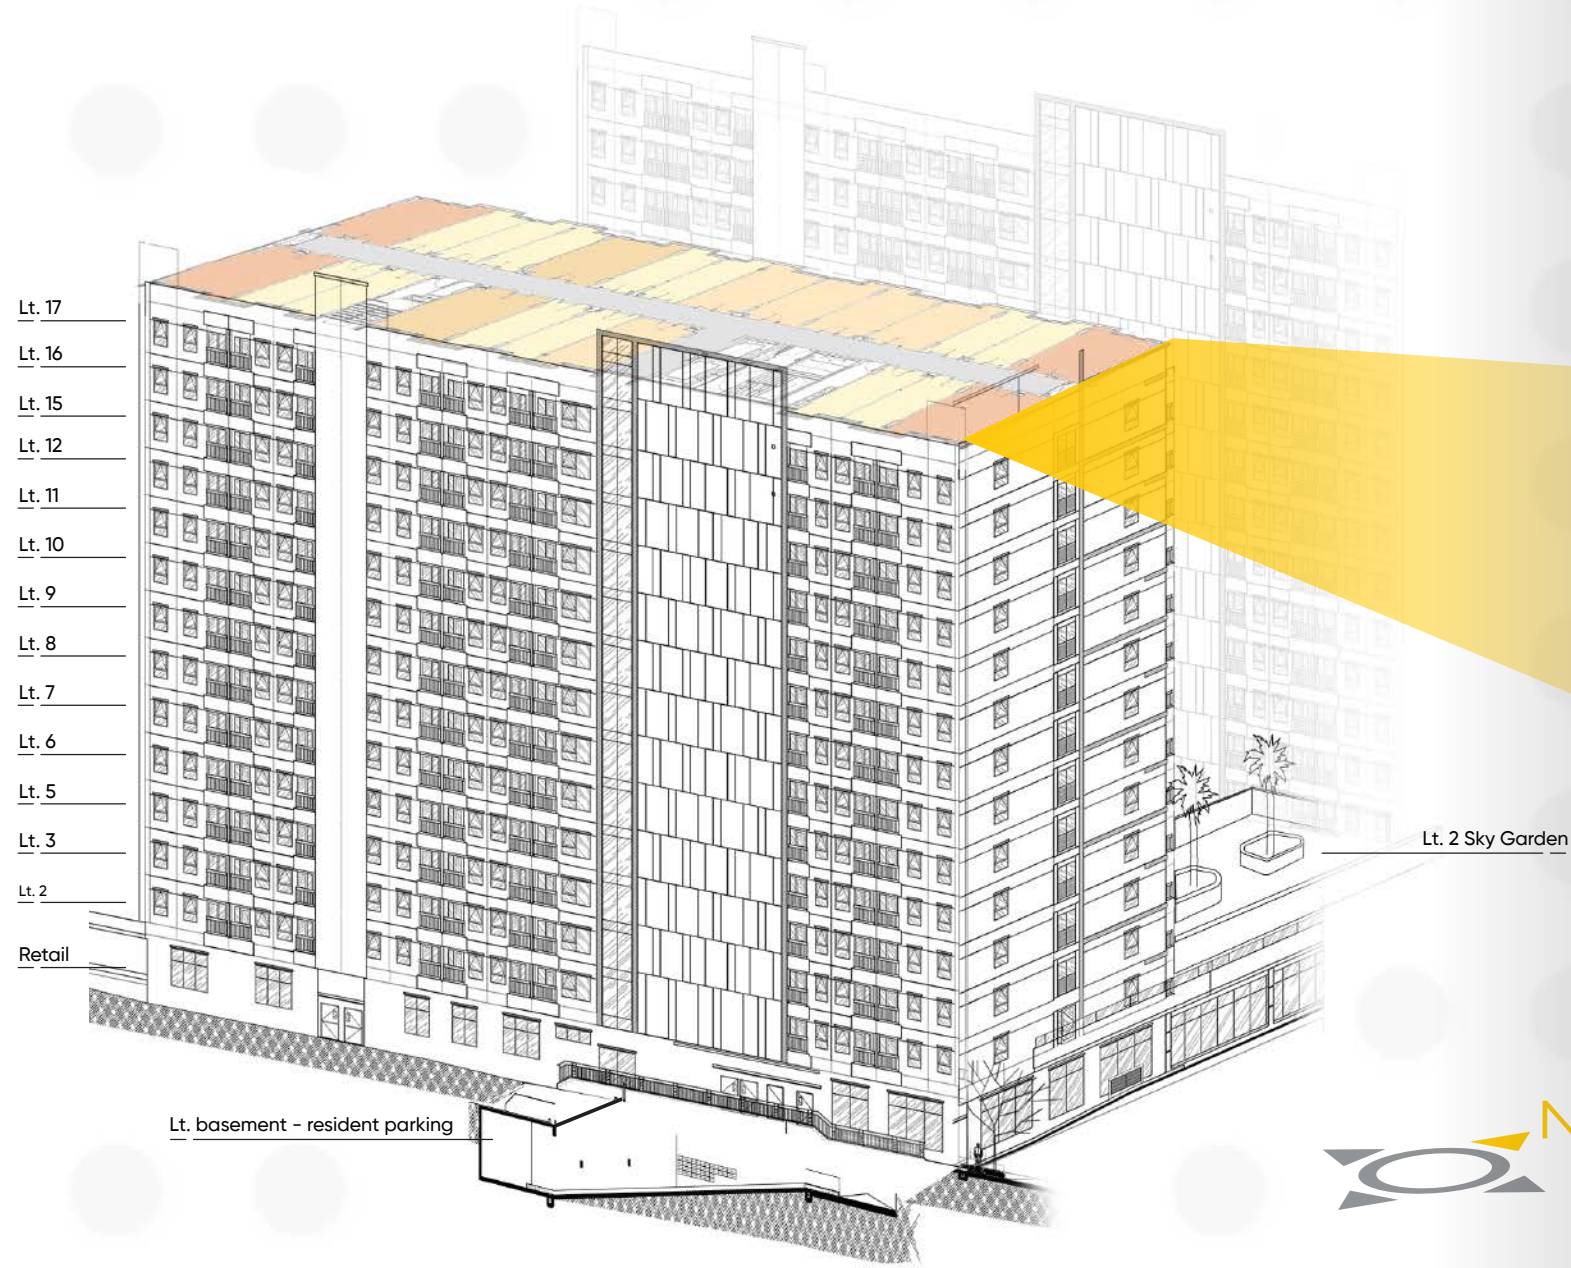 Lt. 17
Lt. 16
Lt. 15
Lt. 12
Lt. 11
Lt. 10
Lt. 9
Lt. 8
Lt. 7
Lt. 6
Lt. 5
Lt. 3
Lt. 2
Retail
Lt. basement - resident parking
Lt. 2 Sky Garden
N